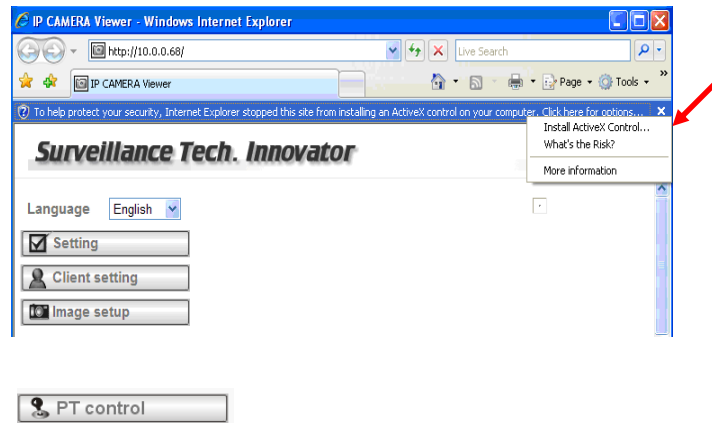 IP CAMERA Viewer - Windows Internet Explorer
http://10.0.0.68/
Live Search
IP CAMERA Viewer
Page
Tools
To help protect your security, Internet Explorer stopped this site from installing an ActiveX control on your computer. Click here for options...
Install ActiveX Control...
What's the Risk?
More information
Surveillance Tech. Innovator
Language English
Setting
Client setting
Image setup
PT control